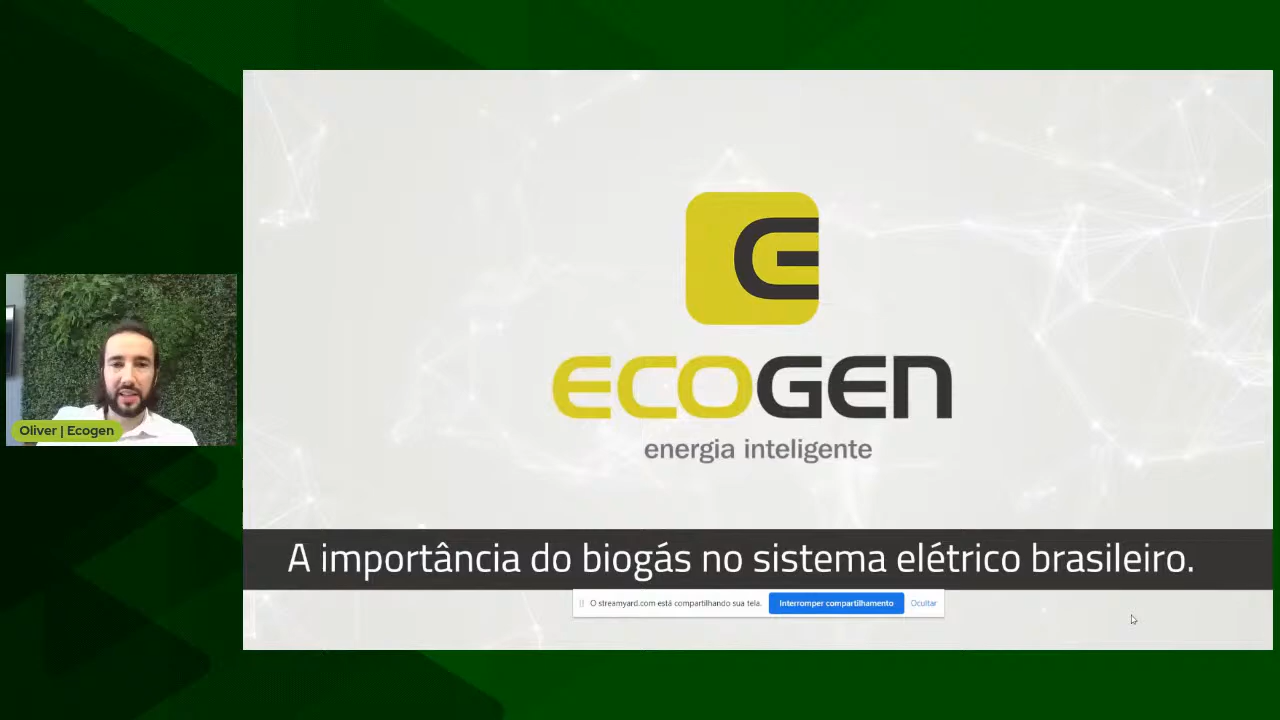 ECOGEN
energia inteligente
Oliver | Ecogen
A importância do biogás no sistema elétrico brasileiro.
O streamyard.com está compartilhando sua tela. Interromper compartilhamento Ocultar